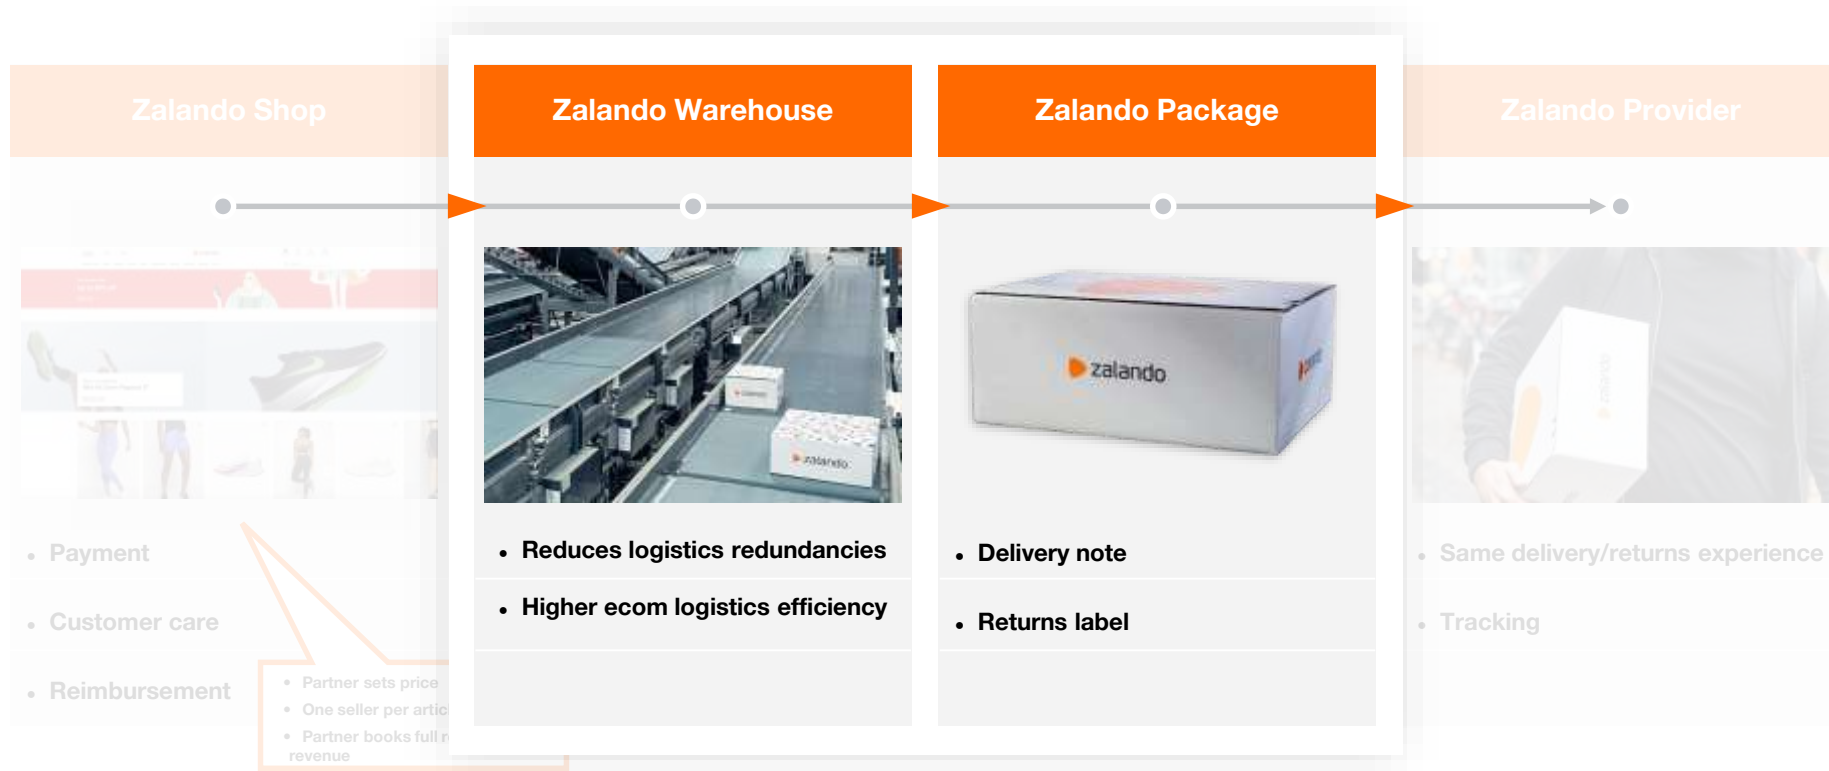 Zalando Shop
Zalando Warehouse
Zalando Package
Zalando Provider
zalando
zalando
• Payment
• Customer care
• Reimbursement
• Partner sets price
• One seller per
• Partner books full
revenue
• Reduces logistics redundancies
• Higher ecom logistics efficiency
• Delivery note
• Returns label
• Same delivery/returns experience
• Tracking